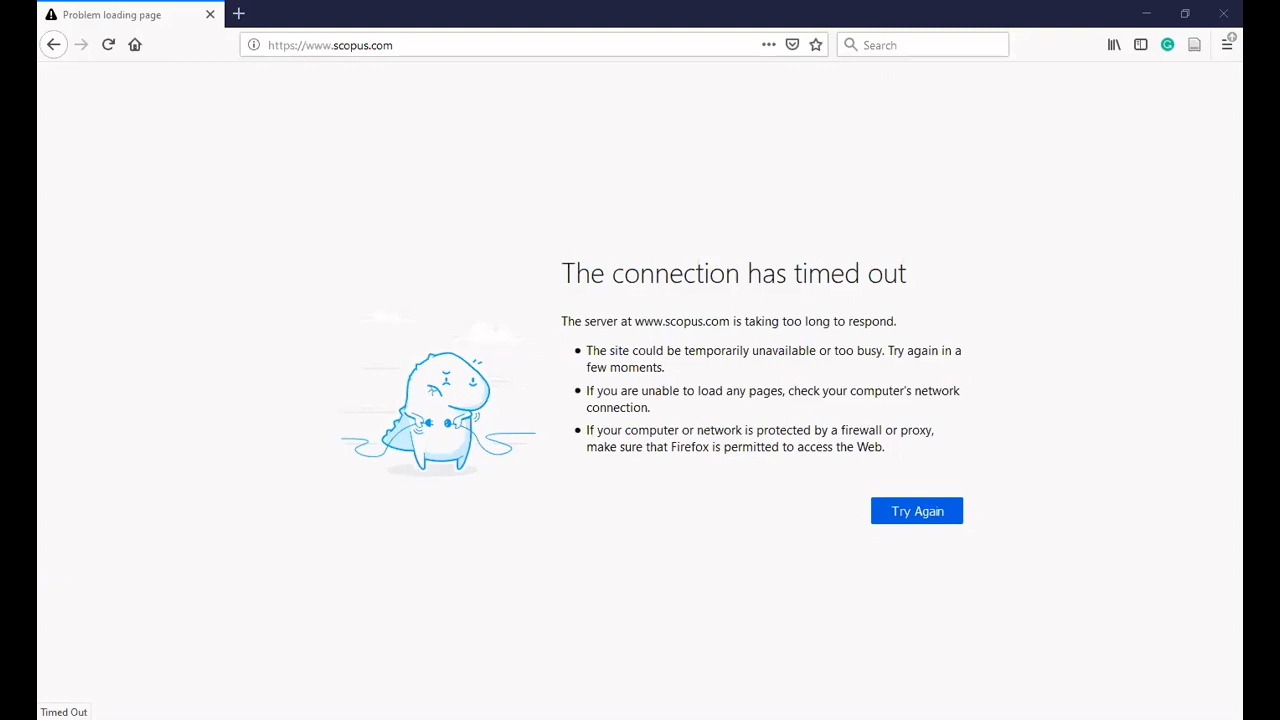 Problem loading page
https://www.scopus.com
Search
The connection has timed out
The server at www.scopus.com is taking too long to respond.
The site could be temporarily unavailable or too busy. Try again in a
few moments.
If you are unable to load any pages, check your computer's network
connection.
If your computer or network is protected by a firewall or proxy,
make sure that Firefox is permitted to access the Web.
Try Again
Timed Out